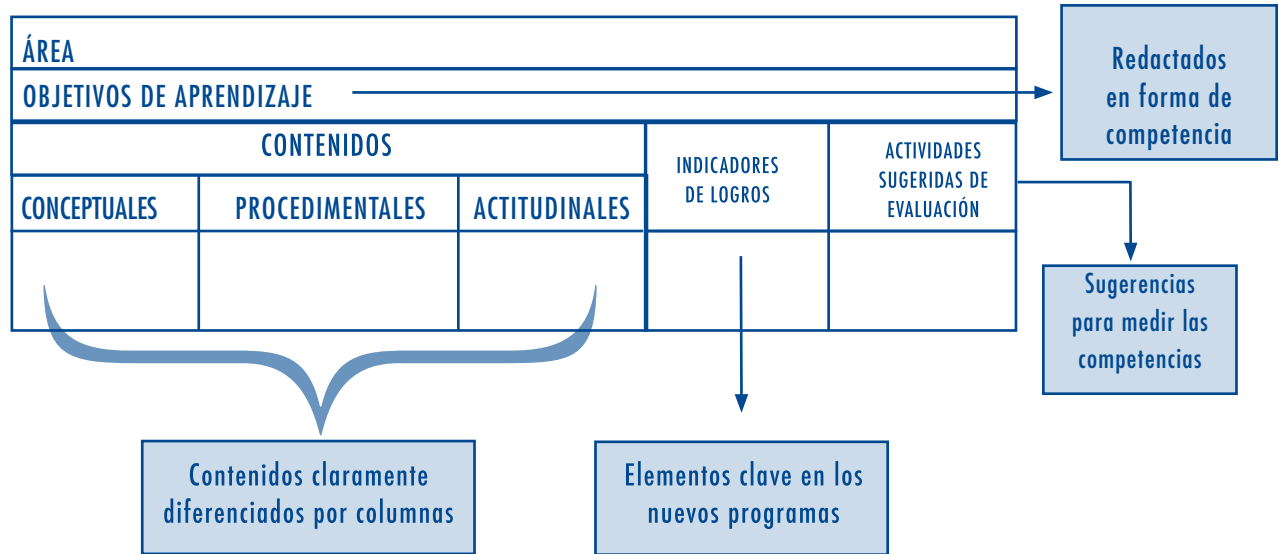 ÁREA
OBJETIVOS DE APRENDIZAJE
Redactados
en forma de
competencia
CONTENIDOS
CONCEPTUALES
PROCEDIMENTALES
ACTITUDINALES
INDICADORES
DE LOGROS
ACTIVIDADES
SUGERIDAS DE
EVALUACIÓN
Sugerencias
para medir las
competencias
Contenidos claramente
diferenciados por columnas
Elementos clave en los
nuevos programas